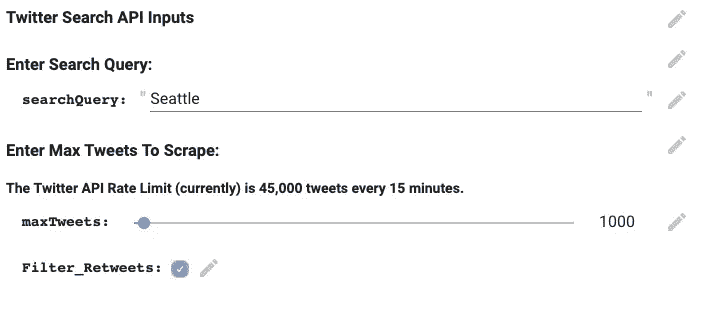 Twitter Search API Inputs
Enter Search Query:
searchQuery: "Seattle"
Enter Max Tweets To Scrape:
The Twitter API Rate Limit (currently) is 45,000 tweets every 15 minutes.
maxTweets: 1000
Filter_Retweets: